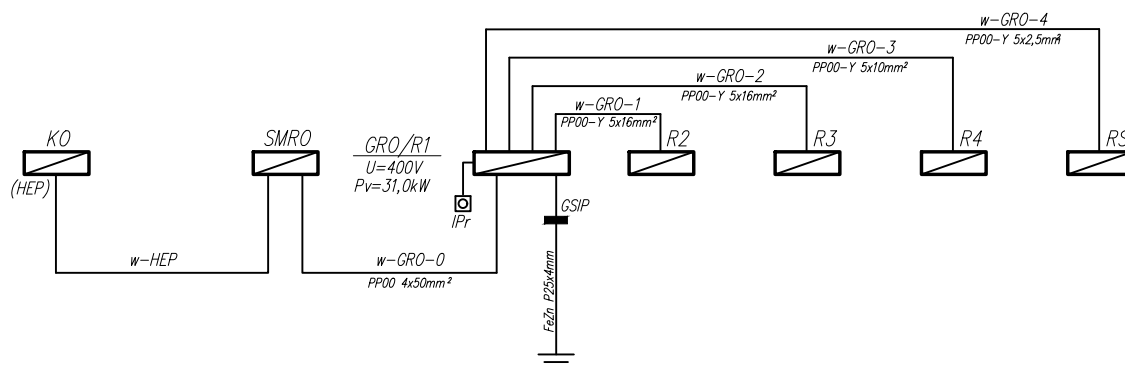 w-GRO-4
PP00-Y 5x2,5mm²
w-GRO-3
PP00-Y 5x10mm²
w-GRO-2
PP00-Y 5x16mm²
w-GRO-1
PP00-Y 5x16mm²
KO
(HEP)
SMRO
GRO/R1
U=400V
Pv=31,0kW
R2
R3
R4
RS
IPr
GSIP
w-HEP
w-GRO-0
PP00 4x50mm²
FeZn P25x4mm